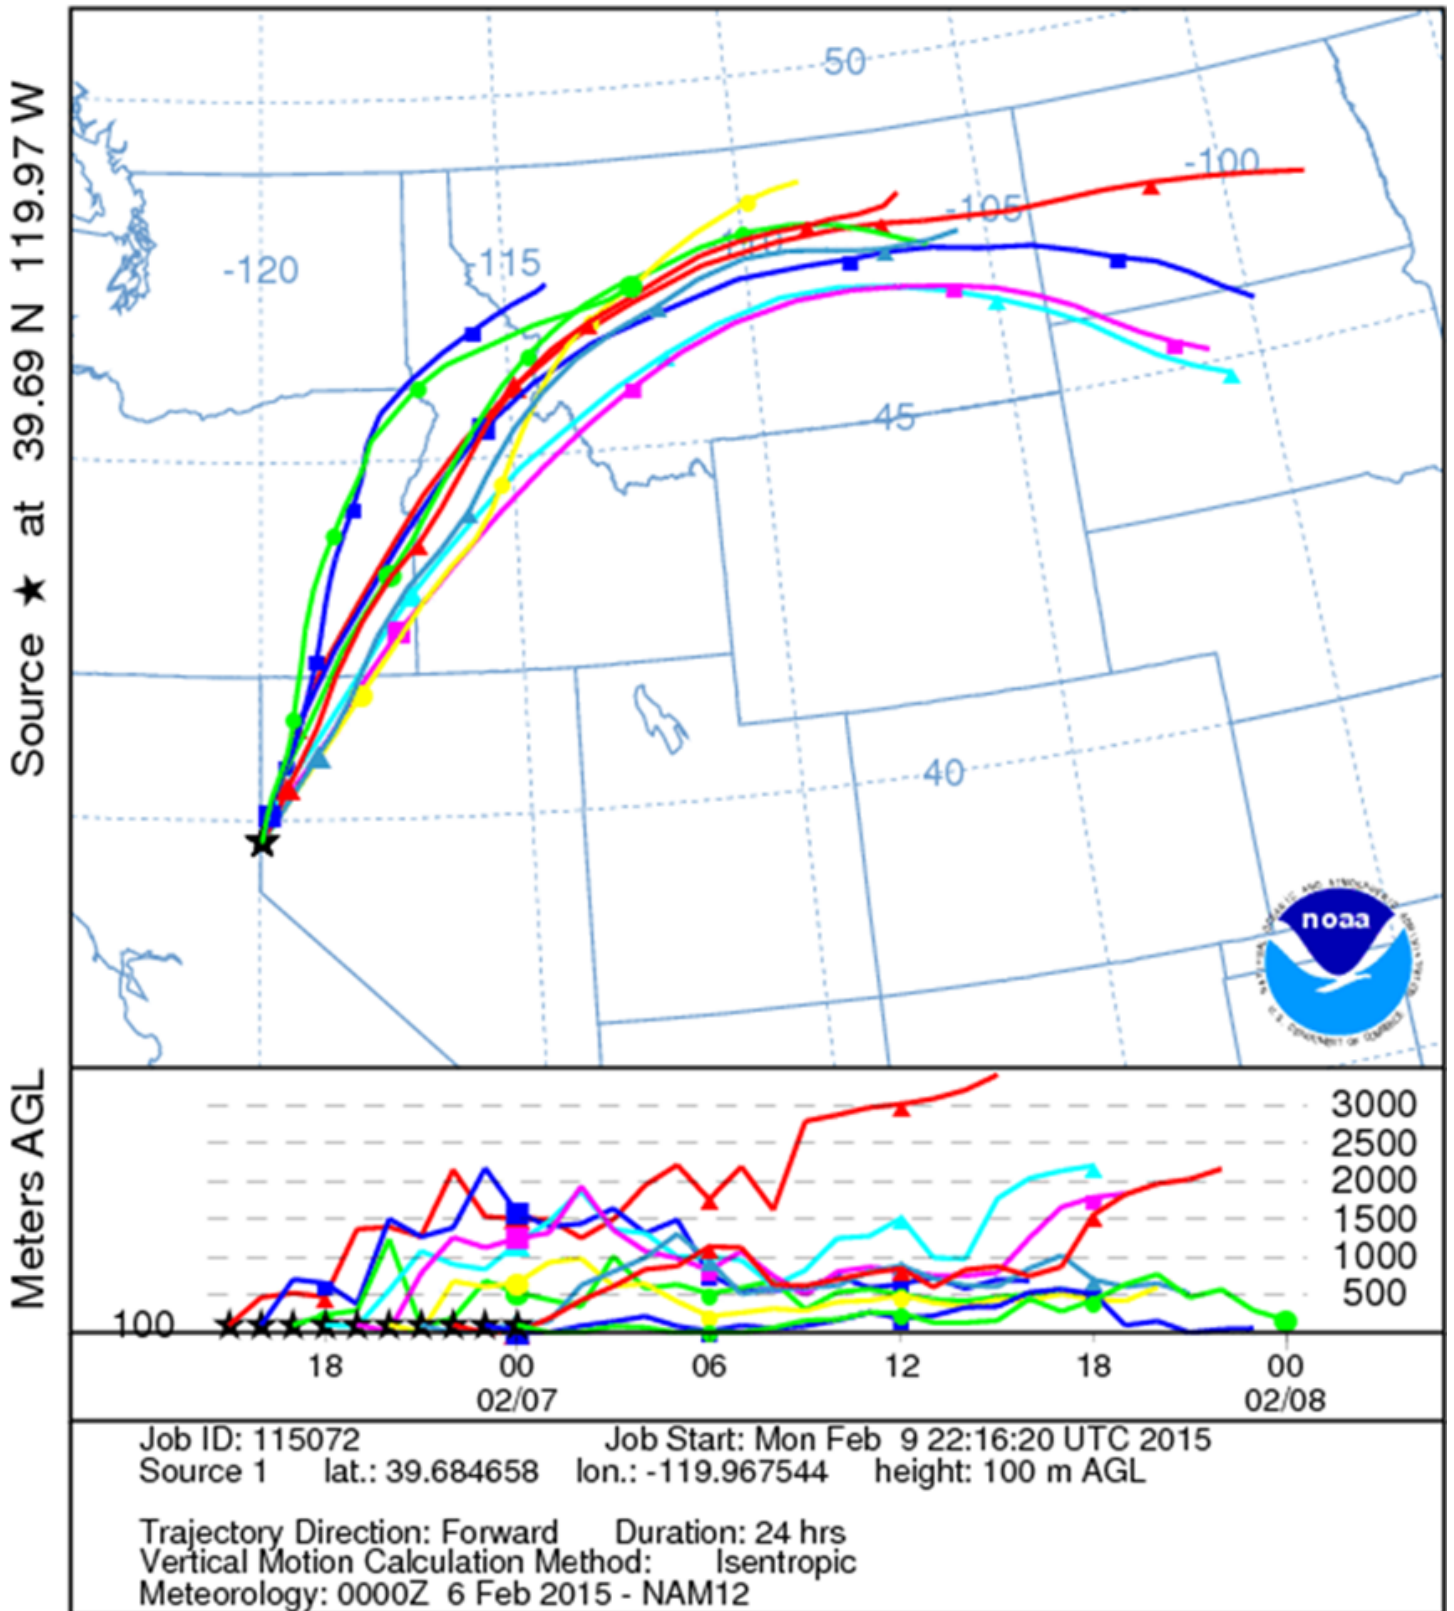 Source ★ at 39.69 N 119.97 W
50
-100
-105
-120
-115
45
40
noaa
Meters AGL
3000
2500
2000
1500
1000
500
100
18 00 06 12 18 00
02/07 02/08
Job ID: 115072 Job Start: Mon Feb 9 22:16:20 UTC 2015
Source 1 lat.: 39.684658 lon.: -119.967544 height: 100 m AGL
Trajectory Direction: Forward Duration: 24 hrs
Vertical Motion Calculation Method: Isentropic
Meteorology: 0000Z 6 Feb 2015 - NAM12